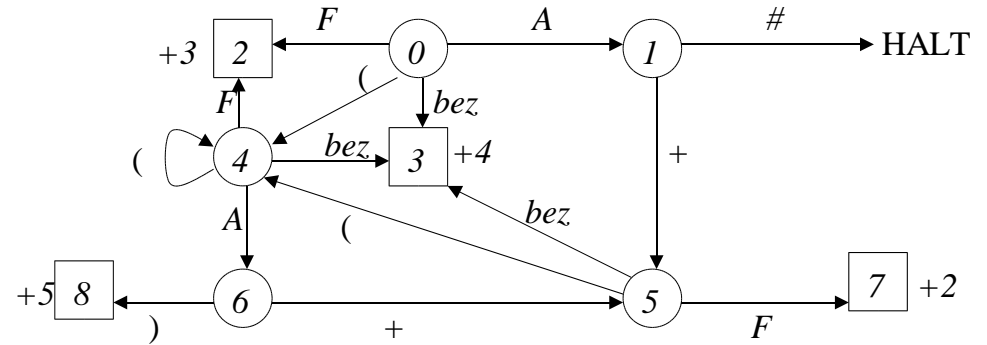 F A #
+3 2 0 1 HALT
( F bez
( 4 bez 3 +4 +
A ( bez
+5 8 6 5 7 +2
) + F